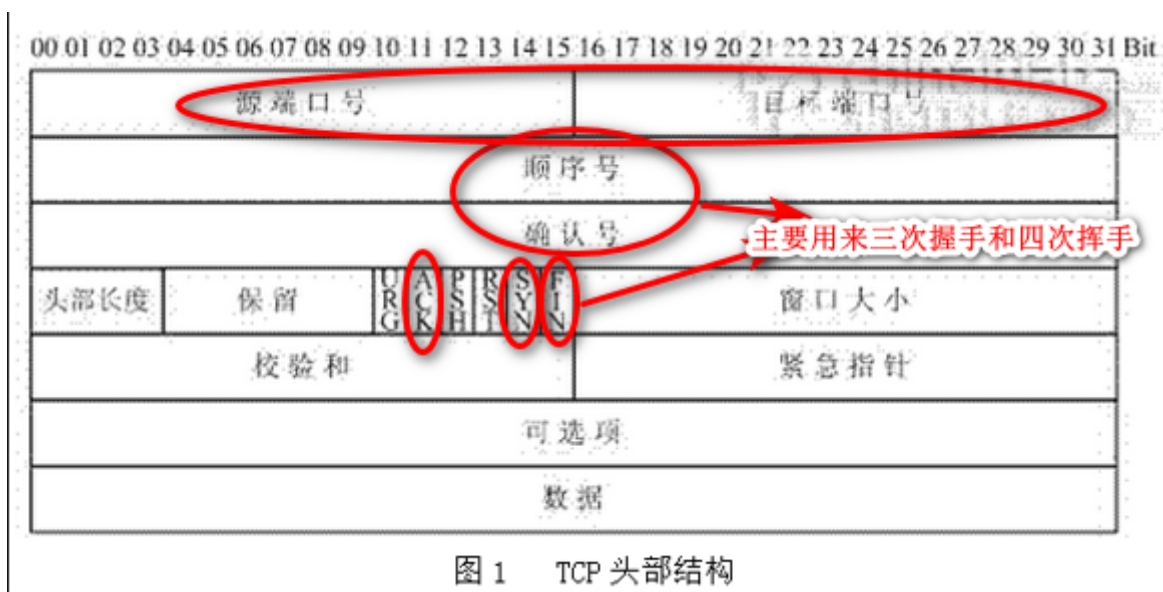 00 01 02 03 04 05 06 07 08 09 10 11 12 13 14 15 16 17 18 19 20 21 22 23 24 25 26 27 28 29 30 31 Bit
源端口号 目标端口号
顺序号
确认号
主要用来三次握手和四次挥手
头部长度 保留 URG ACK PSH RST SYN FIN 窗口大小
校验和 紧急指针
可选项
数据
图 1 TCP 头部结构